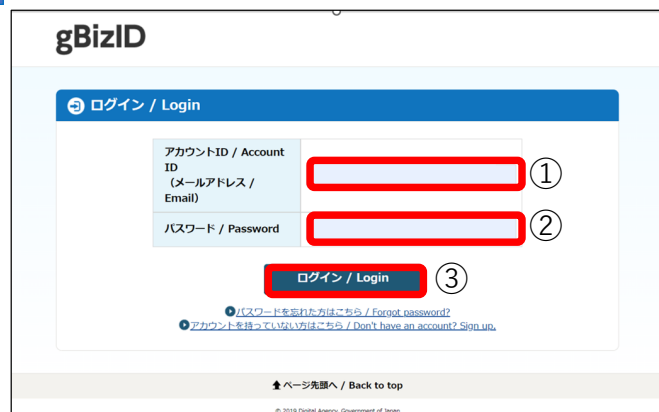 gBizID
ログイン / Login
アカウントID / Account
ID
(メールアドレス /
Email)
①
パスワード / Password
②
ログイン / Login
③
パスワードを忘れた方はこちら / Forgot password?
アカウントを持っていない方はこちら / Don't have an account? Sign up.
ページ先頭へ / Back to top
© 2019 Digital Agency, Government of Japan